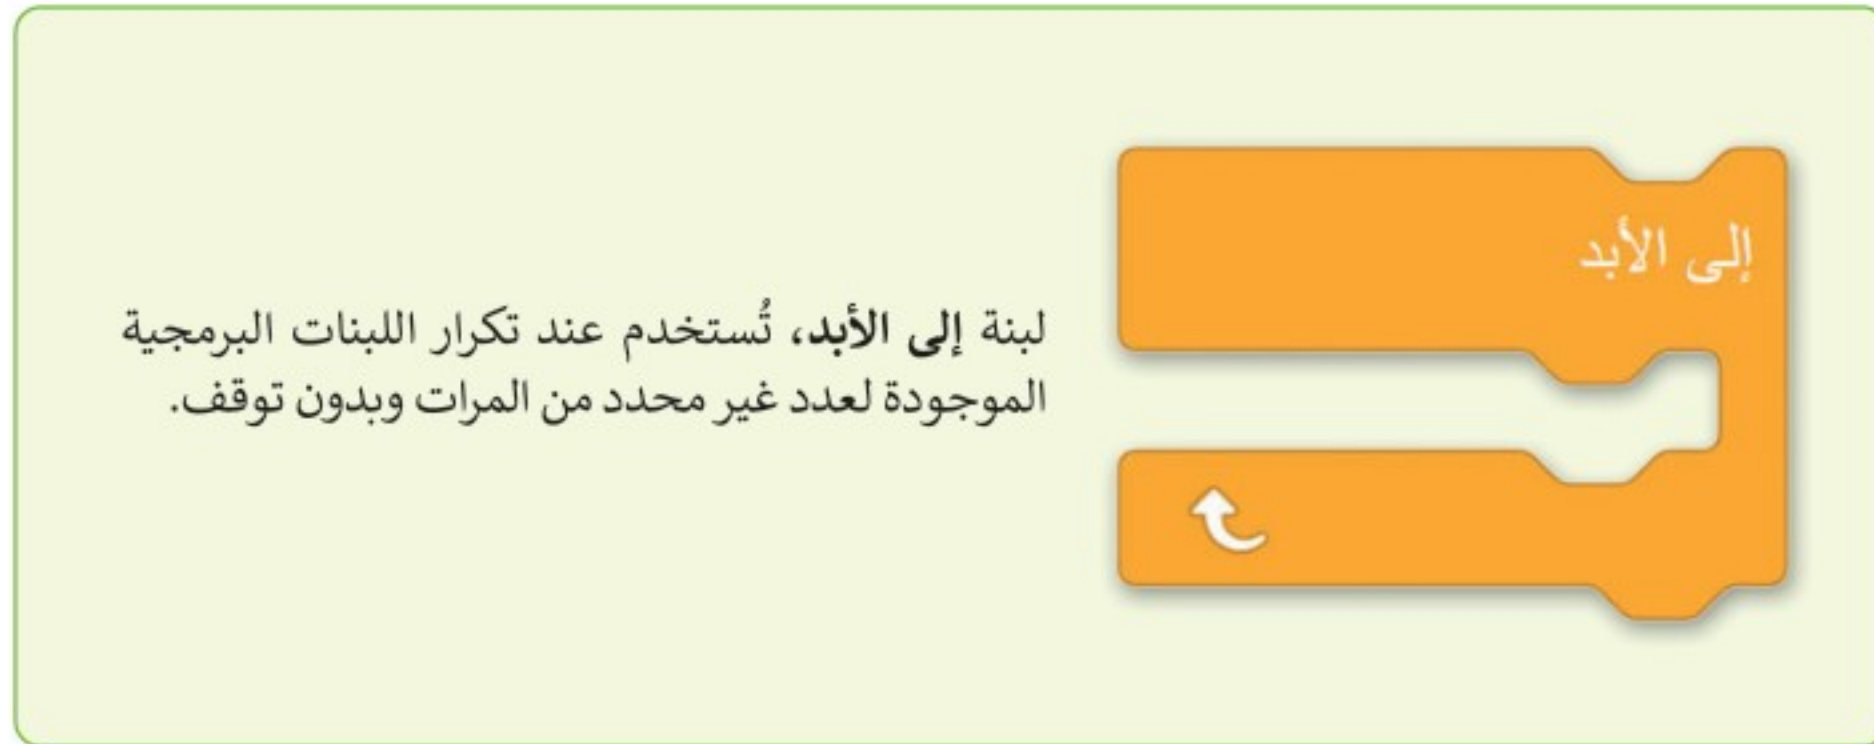 إلى الأبد
لبنة إلى الأبد، تُستخدم عند تكرار اللبنات البرمجية
الموجودة لعدد غير محدد من المرات وبدون توقف.